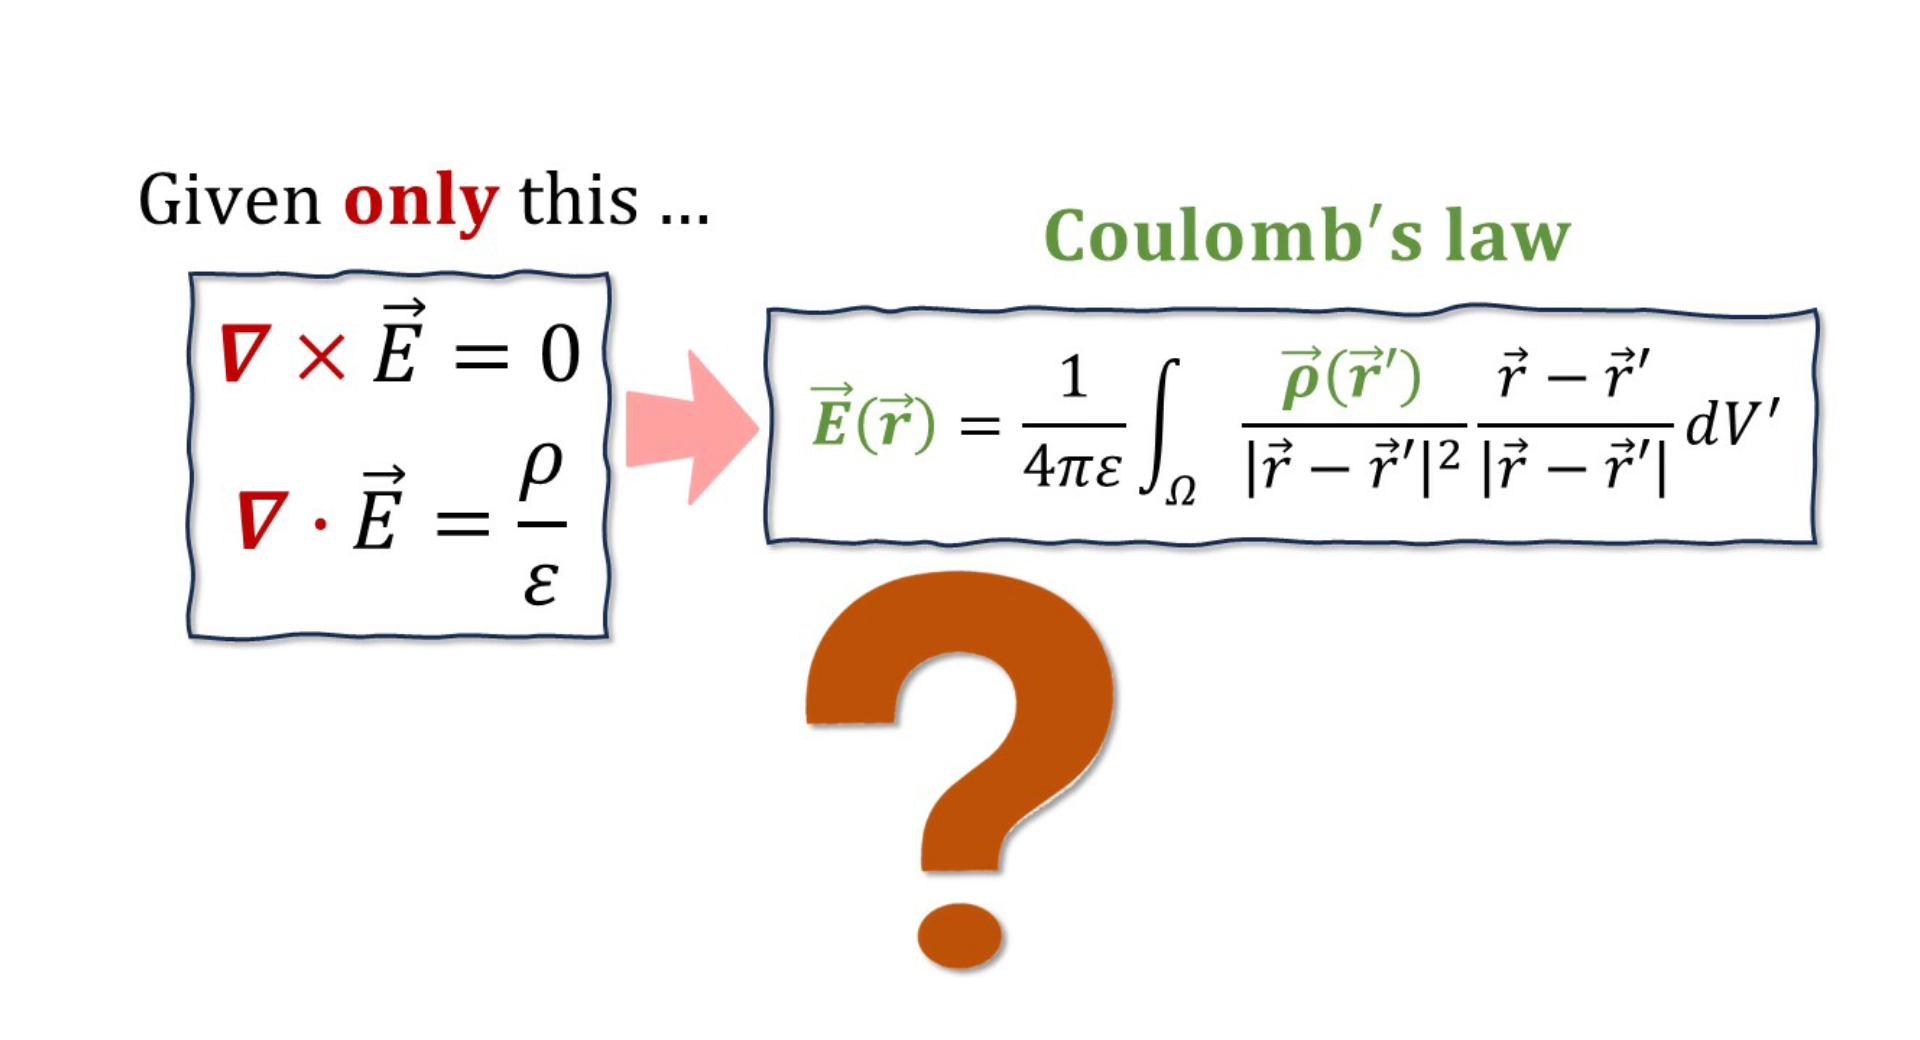 Given only this ...
∇ × E⃗ = 0
∇ · E⃗ = ρ/ε
Coulomb's law
E⃗(r⃗) = 1/4πε ∫_Ω ρ⃗(r⃗′)/|r⃗ − r⃗′|² r⃗ − r⃗′/|r⃗ − r⃗′| dV′
?